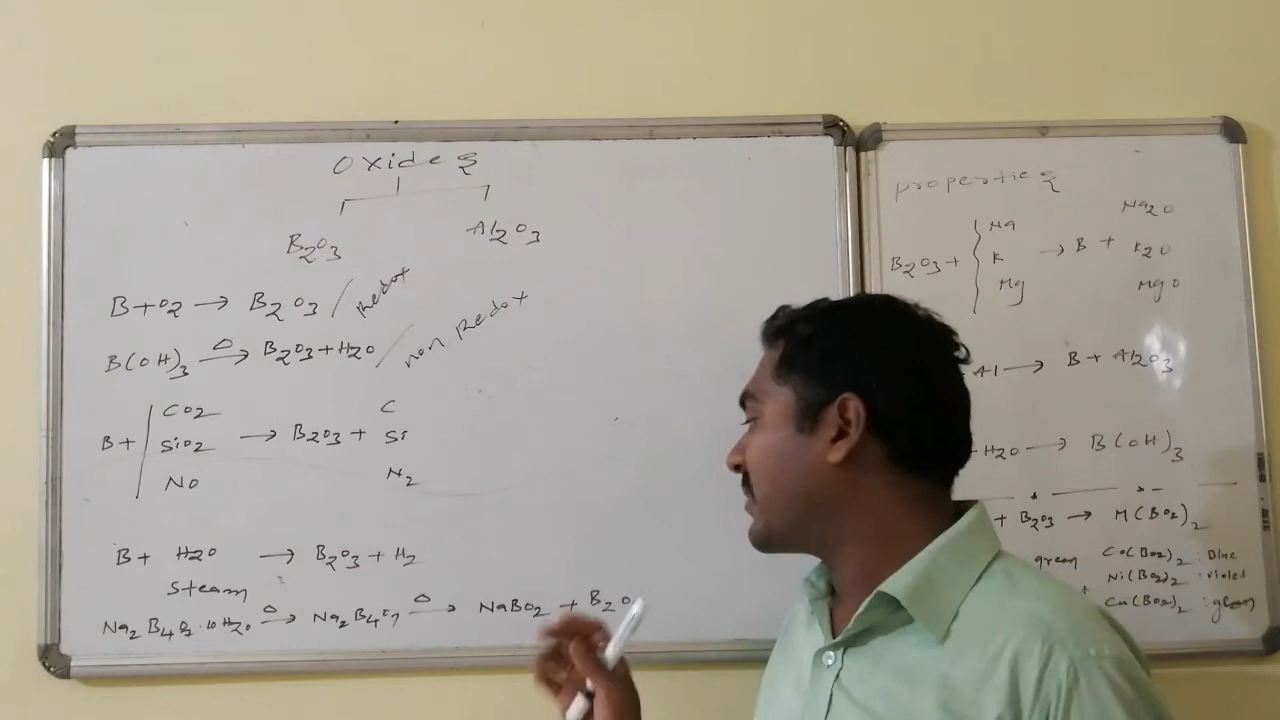 Oxides
B2O3 Al2O3
B+O2 → B2O3 / Redox
B(OH)3 △→ B2O3+H2O / non Redox
CO2 C
B+ SiO2 → B2O3 + Si
NO N2
B+ H2O → B2O3+H2
Steam
Na2B4O7.10H2O △→ Na2B4O7 △→ NaBO2 + B2O
properties
Na Na2O
B2O3+ K → B + K2O
Mg MgO
Al → B + Al2O3
+H2O → B(OH)3
+ B2O3 → M(BO2)2
green Co(BO2)2 : Blue
Ni(BO2)2 : violet
+ Cu(BO2)2 : green